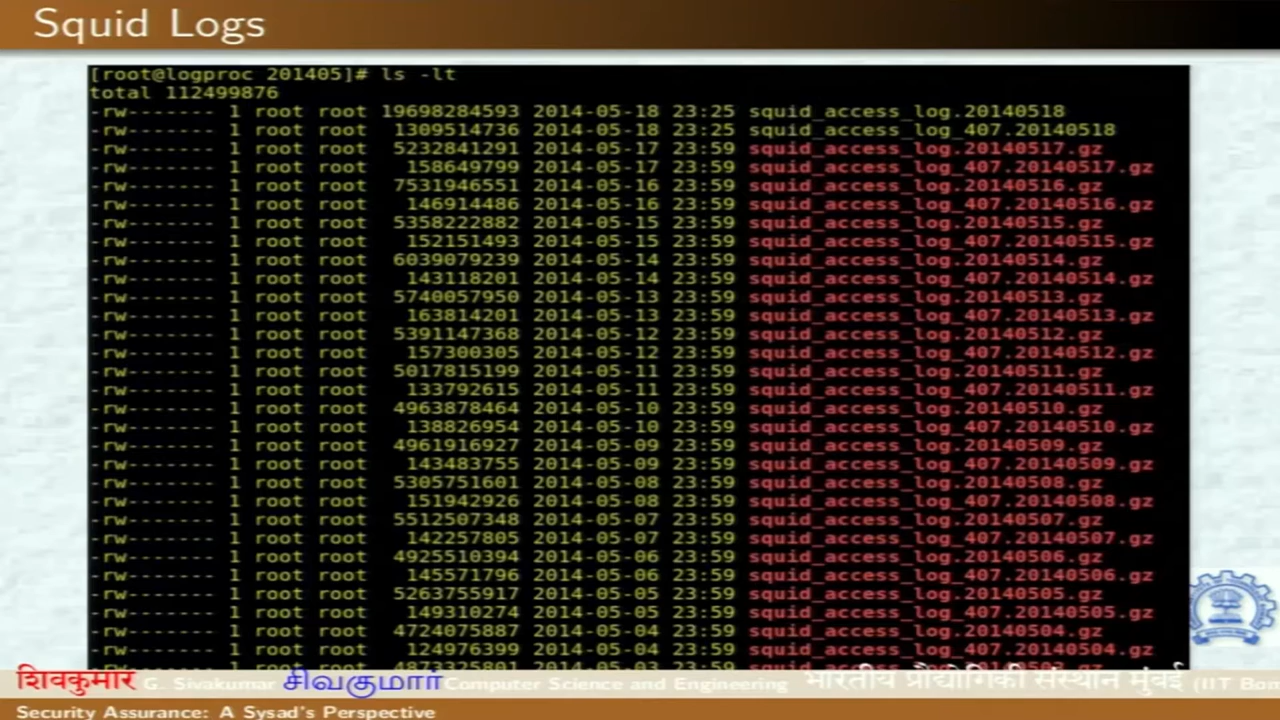 Squid Logs
[root@logproc 201405]# ls -lt
total 112499876
-rw------- 1 root root 19698284593 2014-05-18 23:25 squid_access_log.20140518
-rw------- 1 root root 1309514736 2014-05-18 23:25 squid_access_log_407.20140518
-rw------- 1 root root 5232841291 2014-05-17 23:59 squid_access_log.20140517.gz
-rw------- 1 root root 158649799 2014-05-17 23:59 squid_access_log_407.20140517.gz
-rw------- 1 root root 7531946551 2014-05-16 23:59 squid_access_log.20140516.gz
-rw------- 1 root root 146914486 2014-05-16 23:59 squid_access_log_407.20140516.gz
-rw------- 1 root root 5358222882 2014-05-15 23:59 squid_access_log.20140515.gz
-rw------- 1 root root 152151493 2014-05-15 23:59 squid_access_log_407.20140515.gz
-rw------- 1 root root 6039079239 2014-05-14 23:59 squid_access_log.20140514.gz
-rw------- 1 root root 143118201 2014-05-14 23:59 squid_access_log_407.20140514.gz
-rw------- 1 root root 5740057950 2014-05-13 23:59 squid_access_log.20140513.gz
-rw------- 1 root root 163814201 2014-05-13 23:59 squid_access_log_407.20140513.gz
-rw------- 1 root root 5391147368 2014-05-12 23:59 squid_access_log.20140512.gz
-rw------- 1 root root 157300305 2014-05-12 23:59 squid_access_log_407.20140512.gz
-rw------- 1 root root 5017815199 2014-05-11 23:59 squid_access_log.20140511.gz
-rw------- 1 root root 133792615 2014-05-11 23:59 squid_access_log_407.20140511.gz
-rw------- 1 root root 4963878464 2014-05-10 23:59 squid_access_log.20140510.gz
-rw------- 1 root root 138826954 2014-05-10 23:59 squid_access_log_407.20140510.gz
-rw------- 1 root root 4961916927 2014-05-09 23:59 squid_access_log.20140509.gz
-rw------- 1 root root 143483755 2014-05-09 23:59 squid_access_log_407.20140509.gz
-rw------- 1 root root 5305751601 2014-05-08 23:59 squid_access_log.20140508.gz
-rw------- 1 root root 151942926 2014-05-08 23:59 squid_access_log_407.20140508.gz
-rw------- 1 root root 5512507348 2014-05-07 23:59 squid_access_log.20140507.gz
-rw------- 1 root root 142257805 2014-05-07 23:59 squid_access_log_407.20140507.gz
-rw------- 1 root root 4925510394 2014-05-06 23:59 squid_access_log.20140506.gz
-rw------- 1 root root 145571796 2014-05-06 23:59 squid_access_log_407.20140506.gz
-rw------- 1 root root 5263755917 2014-05-05 23:59 squid_access_log.20140505.gz
-rw------- 1 root root 149310274 2014-05-05 23:59 squid_access_log_407.20140505.gz
-rw------- 1 root root 4724075887 2014-05-04 23:59 squid_access_log.20140504.gz
-rw------- 1 root root 124976399 2014-05-04 23:59 squid_access_log_407.20140504.gz
शिवकुमार G. Sivakumar சிவகுமார் Computer Science and Engineering भारतीय प्रौद्योगिकी संस्थान मुंबई (IIT Bom
Security Assurance: A Sysad's Perspective